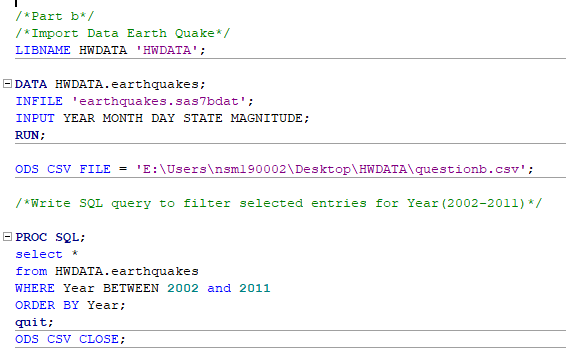 /*Part b*/
/*Import Data Earth Quake*/
LIBNAME HWDATA 'HWDATA';
DATA HWDATA.earthquakes;
INFILE 'earthquakes.sas7bdat';
INPUT YEAR MONTH DAY STATE MAGNITUDE;
RUN;
ODS CSV FILE = 'E:\Users\nsm190002\Desktop\HWDATA\questionb.csv';
/*Write SQL query to filter selected entries for Year(2002-2011)*/
PROC SQL;
select *
from HWDATA.earthquakes
WHERE Year BETWEEN 2002 and 2011
ORDER BY Year;
quit;
ODS CSV CLOSE;